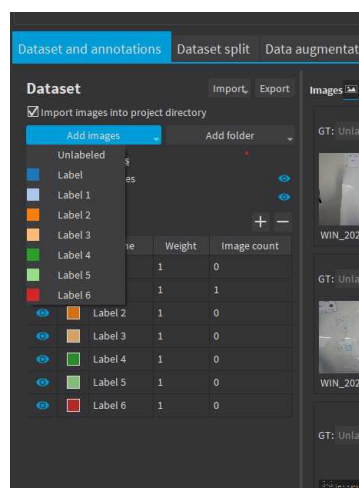 Dataset and annotations Dataset split Data augmentat
Dataset Import Export Images
Import images into project directory
Add images Add folder GT: Unla
Unlabeled
Label
Label 1
Label 2
Label 3 WIN_202
Weight Image count
Label 4 1 0
Label 5 GT: Unla
Label 6 1 1
Label 2 1 0
Label 3 1 0
Label 4 1 0
Label 5 1 0 WIN_202
Label 6 1 0
GT: Unla